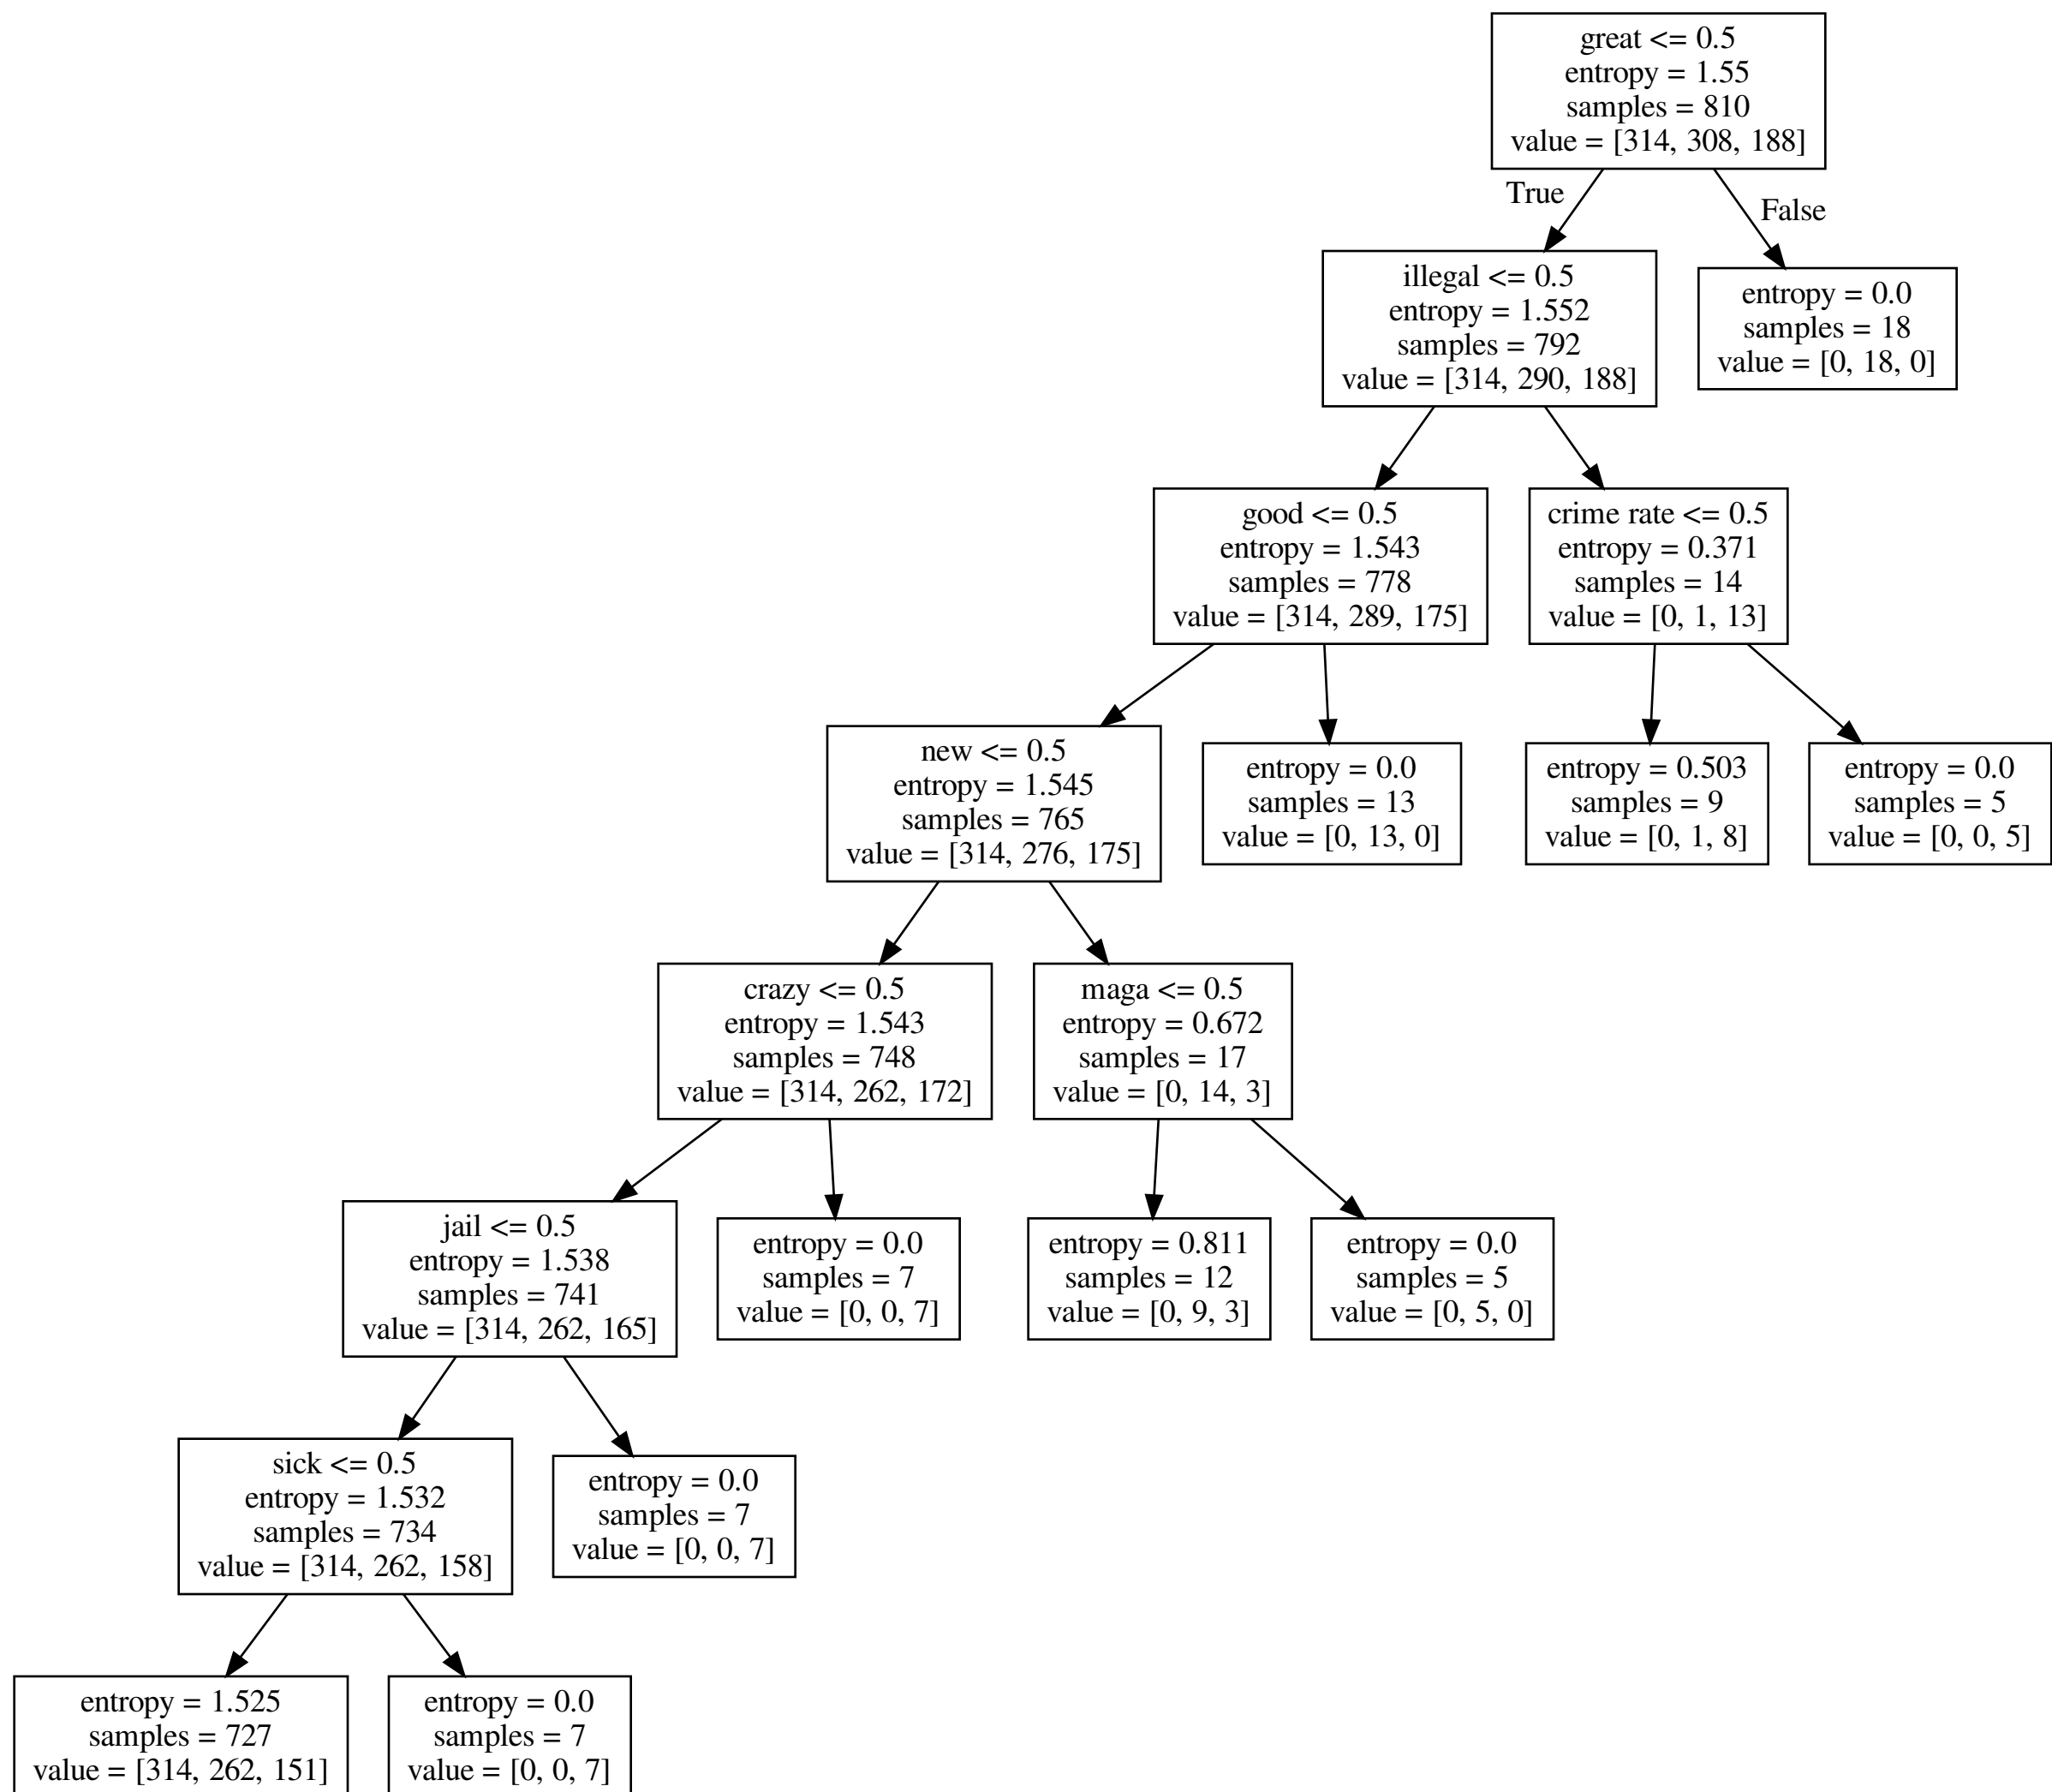 great <= 0.5
entropy = 1.55
samples = 810
value = [314, 308, 188]
True
False
illegal <= 0.5
entropy = 1.552
samples = 792
value = [314, 290, 188]
entropy = 0.0
samples = 18
value = [0, 18, 0]
good <= 0.5
entropy = 1.543
samples = 778
value = [314, 289, 175]
crime rate <= 0.5
entropy = 0.371
samples = 14
value = [0, 1, 13]
new <= 0.5
entropy = 1.545
samples = 765
value = [314, 276, 175]
entropy = 0.0
samples = 13
value = [0, 13, 0]
entropy = 0.503
samples = 9
value = [0, 1, 8]
entropy = 0.0
samples = 5
value = [0, 0, 5]
crazy <= 0.5
entropy = 1.543
samples = 748
value = [314, 262, 172]
maga <= 0.5
entropy = 0.672
samples = 17
value = [0, 14, 3]
jail <= 0.5
entropy = 1.538
samples = 741
value = [314, 262, 165]
entropy = 0.0
samples = 7
value = [0, 0, 7]
entropy = 0.811
samples = 12
value = [0, 9, 3]
entropy = 0.0
samples = 5
value = [0, 5, 0]
sick <= 0.5
entropy = 1.532
samples = 734
value = [314, 262, 158]
entropy = 0.0
samples = 7
value = [0, 0, 7]
entropy = 1.525
samples = 727
value = [314, 262, 151]
entropy = 0.0
samples = 7
value = [0, 0, 7]